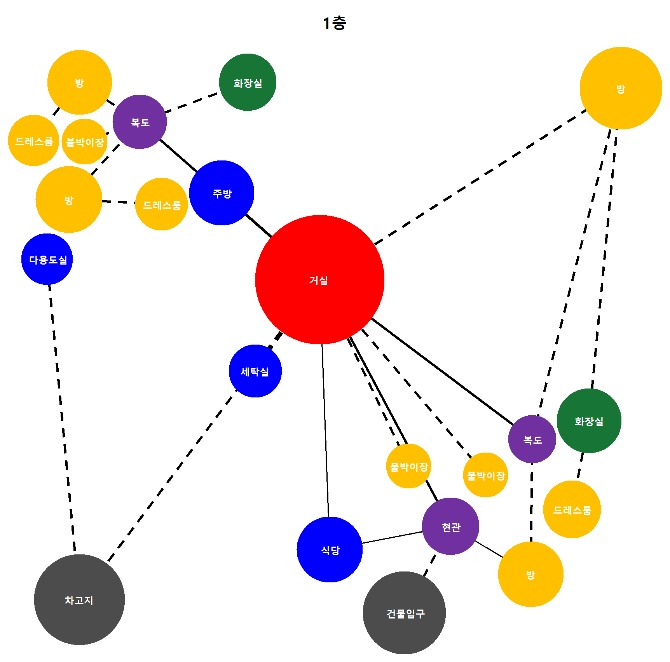 1층
방
화장실
방
복도
드레스룸
붙박이장
방
드레스룸
주방
다용도실
거실
세탁실
화장실
복도
붙박이장
붙박이장
드레스룸
현관
식당
방
차고지
건물입구